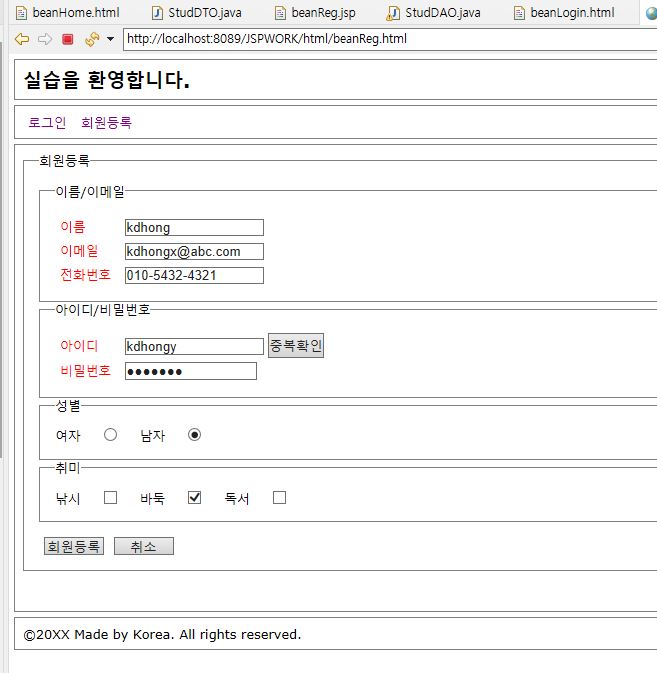 beanHome.html StudDTO.java beanReg.jsp StudDAO.java beanLogin.html
http://localhost:8089/JSPWORK/html/beanReg.html
실습을 환영합니다.
로그인 회원등록
회원등록
이름/이메일
이름 kdhong
이메일 kdhongx@abc.com
전화번호 010-5432-4321
아이디/비밀번호
아이디 kdhongy 중복확인
비밀번호 ●●●●●●●
성별
여자 남자
취미
낚시 바둑 독서
회원등록 취소
©20XX Made by Korea. All rights reserved.